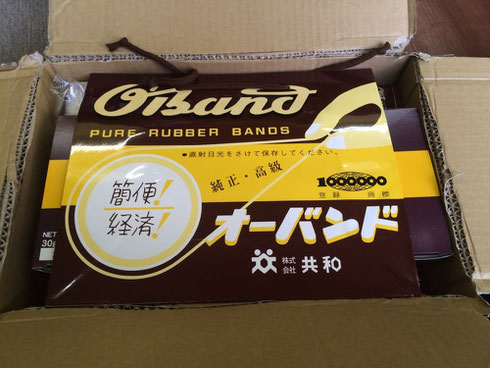 O'Band
PURE RUBBER BANDS
●直射日光をさけて保存してください。
純正・高級
簡便!
経済!
登録 商標
オーバンド
株式会社 共和
NET
30g